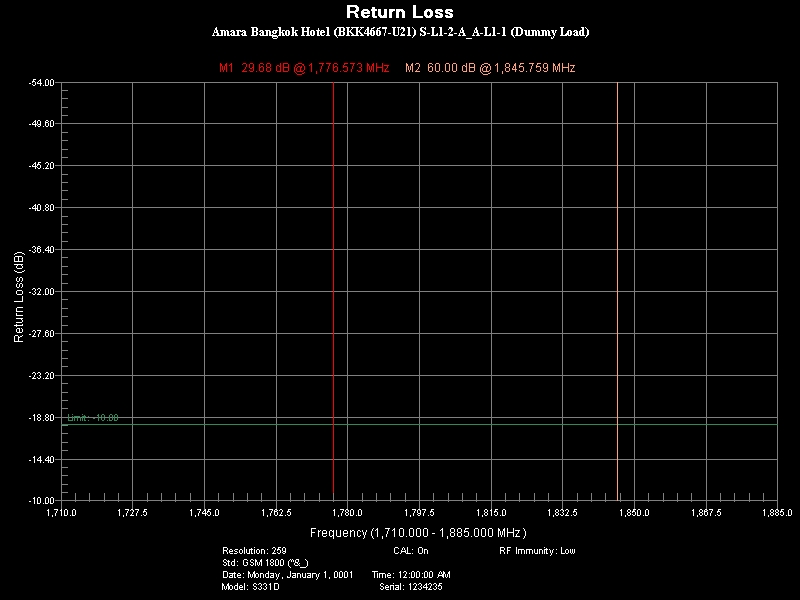 Return Loss
Amara Bangkok Hotel (BKK4667-U21) S-L1-2-A_A-L1-1 (Dummy Load)
M1 29.68 dB @ 1,776.573 MHz M2 60.00 dB @ 1,845.759 MHz
-54.00
-49.60
-45.20
-40.80
-36.40
-32.00
-27.60
-23.20
-18.80
-14.40
-10.00
Return Loss (dB)
Limit:
1,710.0 1,727.5 1,745.0 1,762.5 1,780.0 1,797.5 1,815.0 1,832.5 1,850.0 1,867.5 1,885.0
Frequency (1,710.000 - 1,885.000 MHz )
Resolution: 259 CAL: On RF Immunity: Low
Std: GSM 1800 (^&_)
Date: Monday, January 1, 0001 Time: 12:00:00 AM
Model: S331D Serial: 1234235